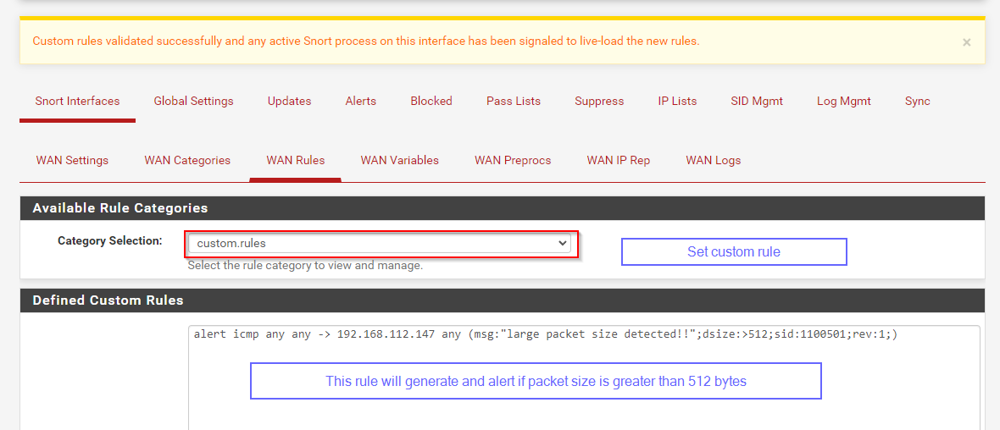 Custom rules validated successfully and any active Snort process on this interface has been signaled to live-load the new rules. ×
Snort Interfaces Global Settings Updates Alerts Blocked Pass Lists Suppress IP Lists SID Mgmt Log Mgmt Sync
WAN Settings WAN Categories WAN Rules WAN Variables WAN Preprocs WAN IP Rep WAN Logs
Available Rule Categories
Category Selection: custom.rules Set custom rule
Select the rule category to view and manage.
Defined Custom Rules
alert icmp any any -> 192.168.112.147 any (msg:"large packet size detected!!";dsize:>512;sid:1100501;rev:1;)
This rule will generate and alert if packet size is greater than 512 bytes